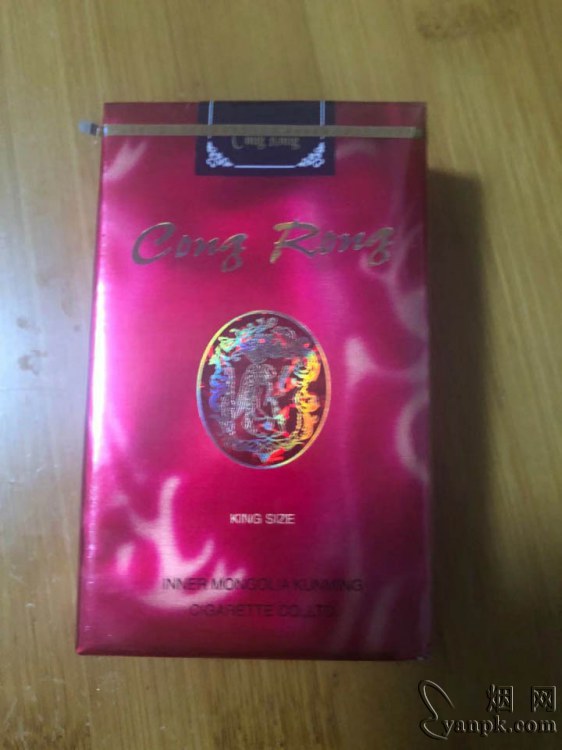 Cong Rong
Cong Rong
KING SIZE
INNER MONGOLIA KUNMING
CIGARETTE CO.,LTD.
烟网
yanpk.com